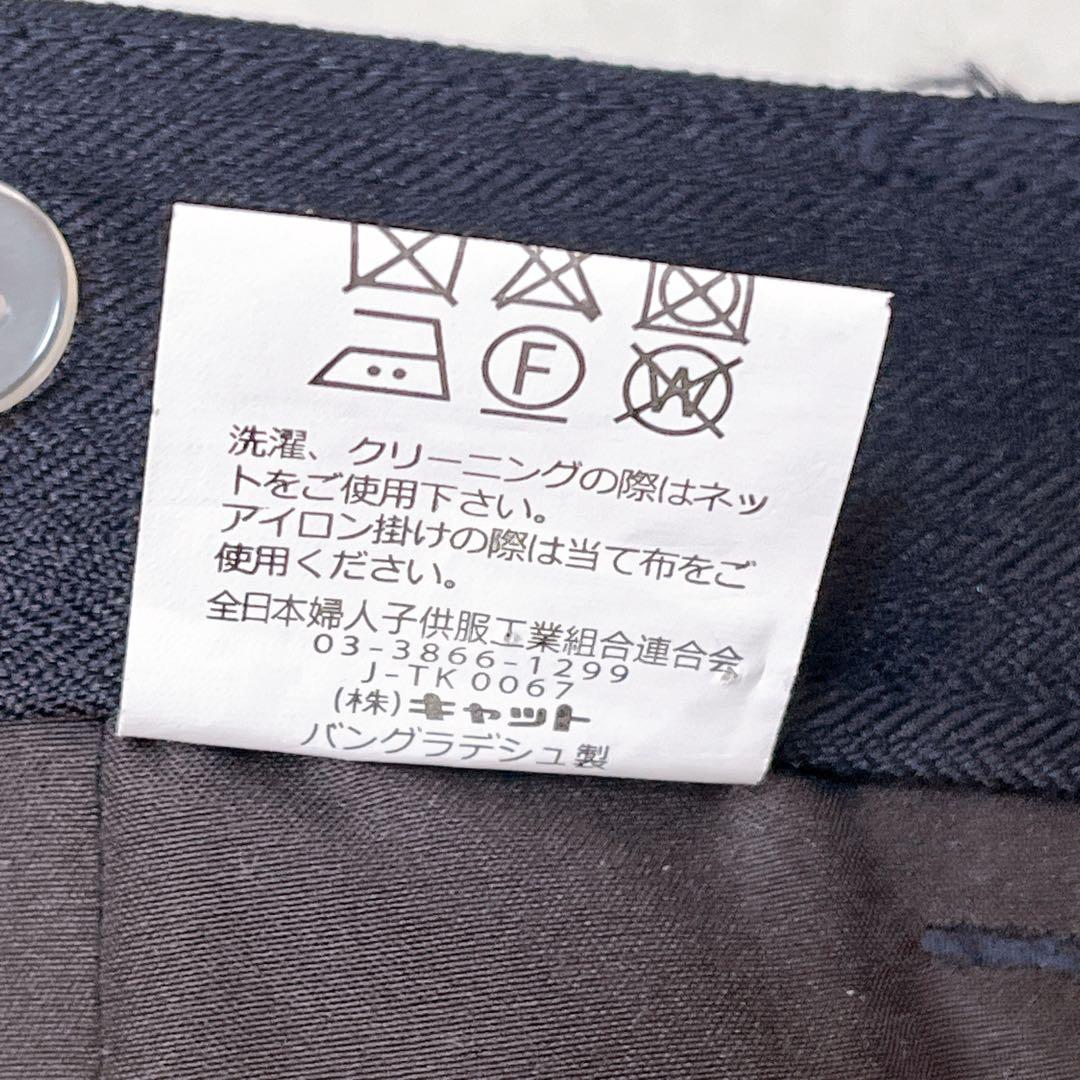 F
W
洗濯、クリーニングの際はネッ
トをご使用下さい。
アイロン掛けの際は当て布をご
使用ください。
全日本婦人子供服工業組合連合会
03-3866-1299
J-TK0067
(株)キャット
バングラデシュ製